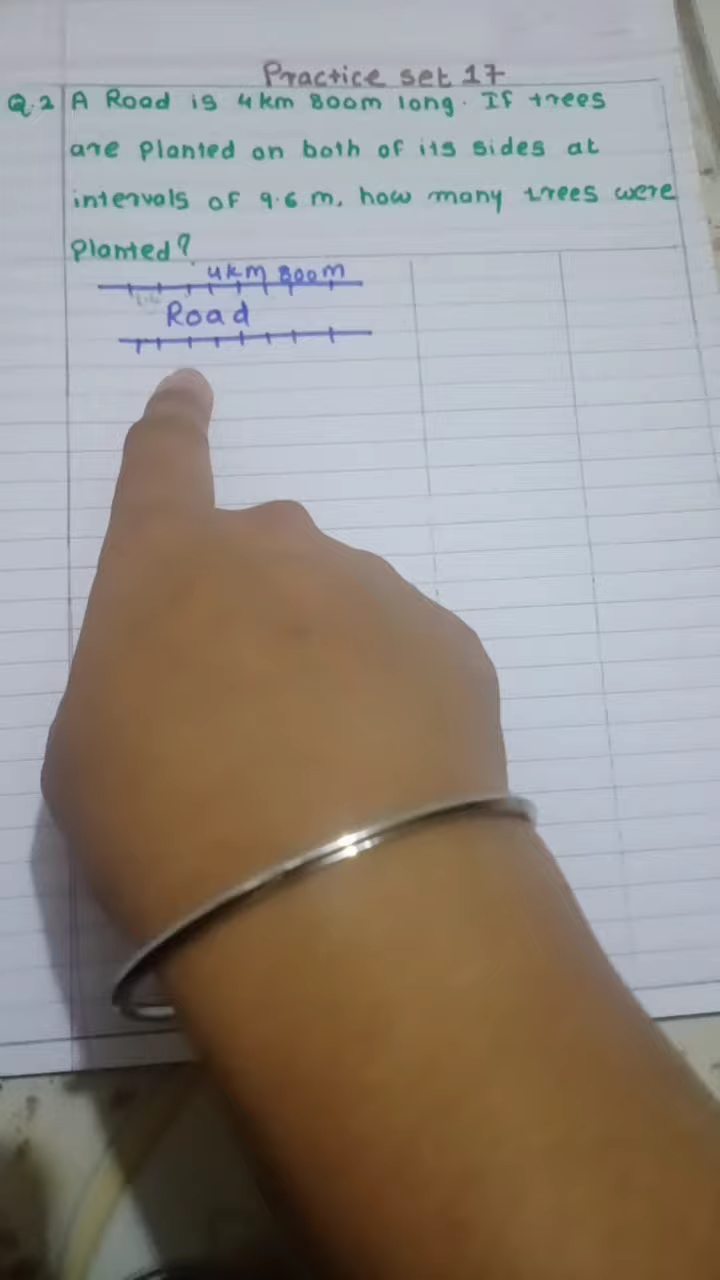 Practice set 17
Q.2 A Road is 4km 800m long. If trees
are planted on both of its sides at
intervals of 9.6 m, how many trees were
planted?
4km 800m
Road